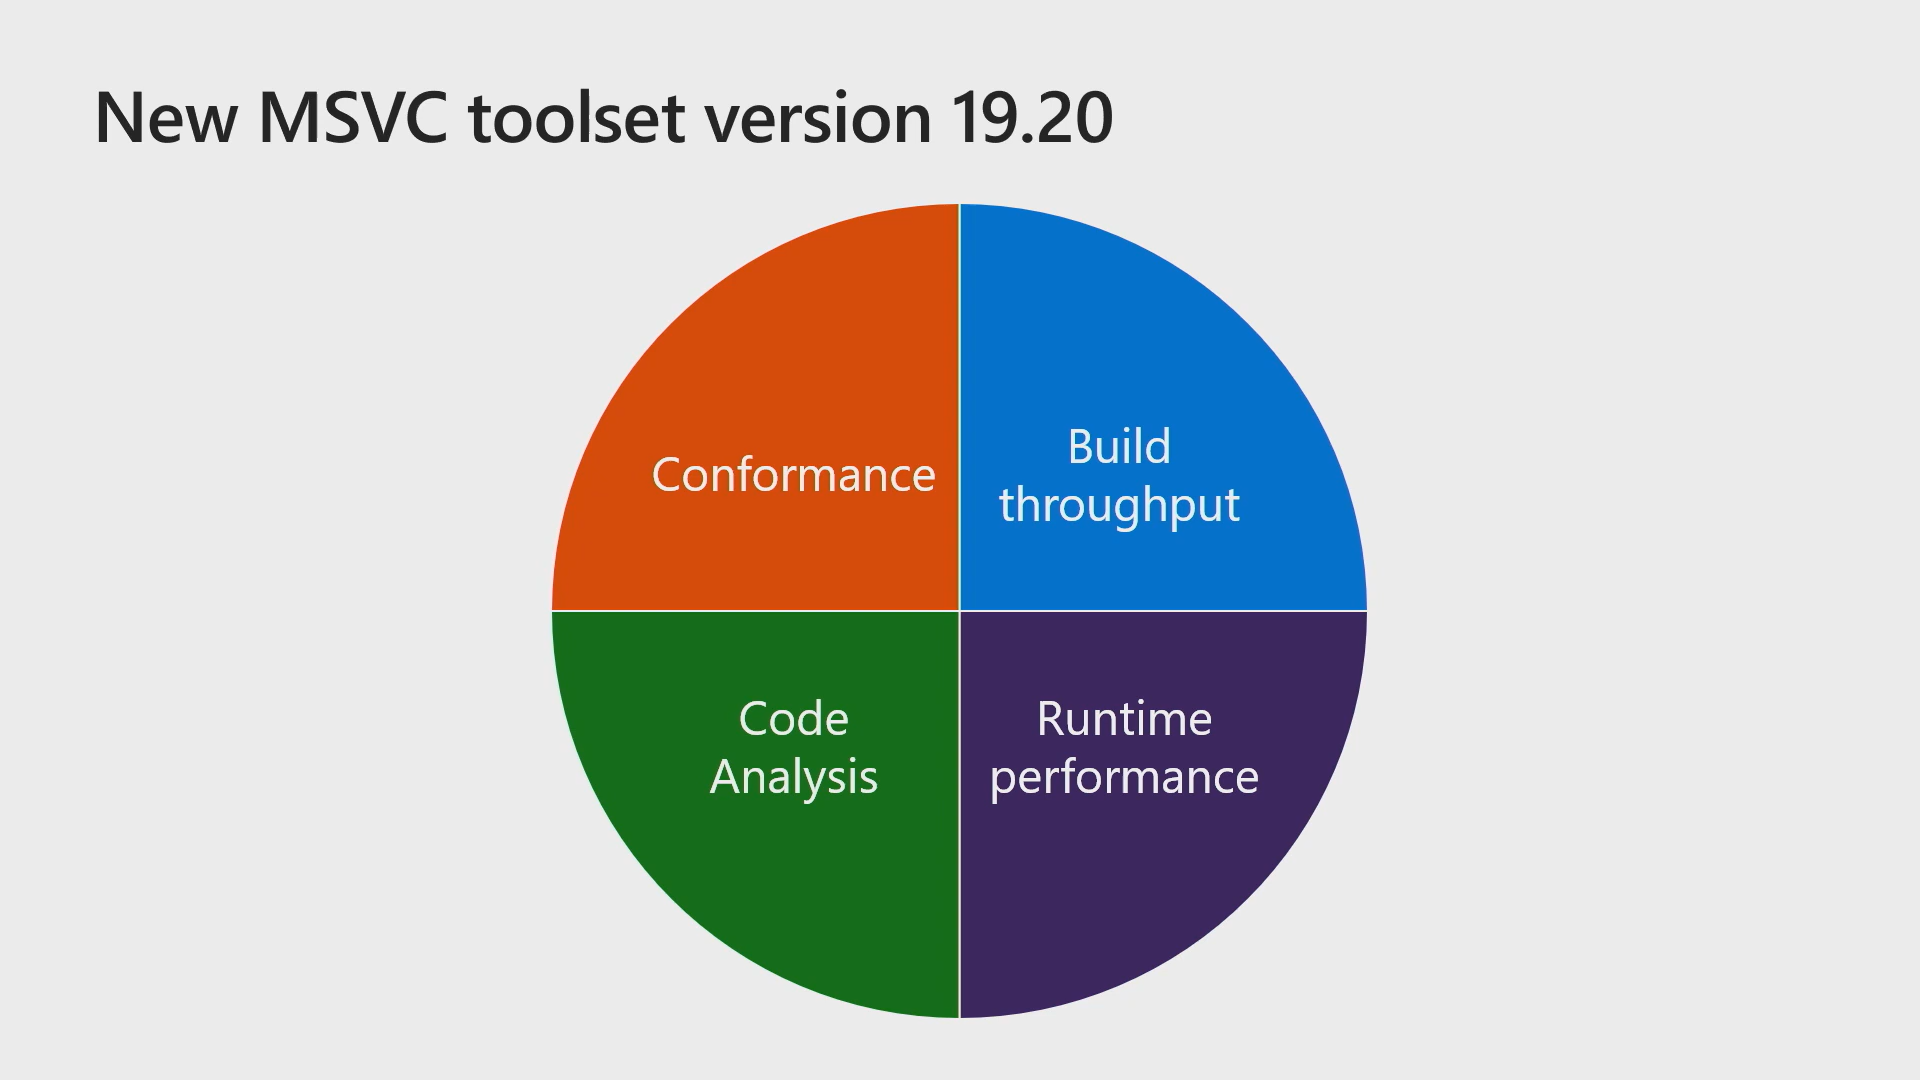 New MSVC toolset version 19.20
Conformance
Build
throughput
Code
Analysis
Runtime
performance